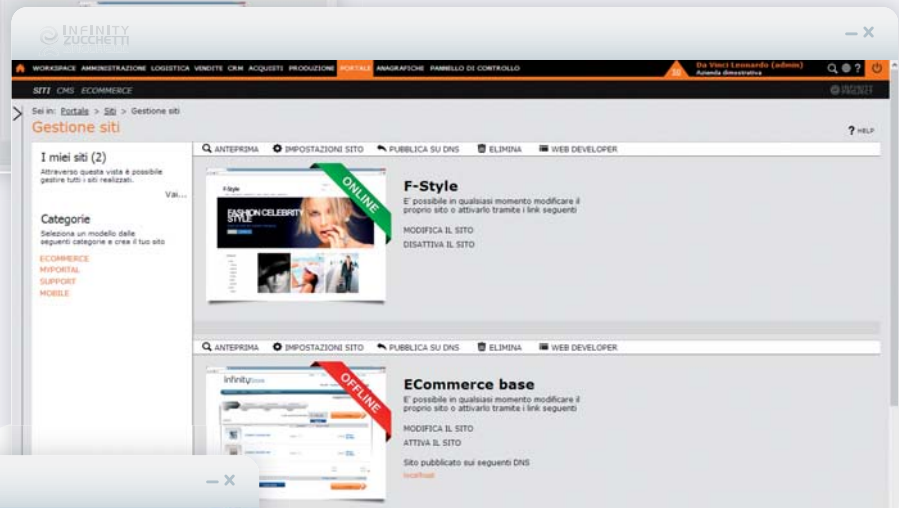 INFINITY
ZUCCHETTI
WORKSPACE AMMINISTRAZIONE LOGISTICA VENDITE CRM ACQUISTI PRODUZIONE PORTALE ANAGRAFICHE PANNELLO DI CONTROLLO
Da Vinci Leonardo (admin)
Azienda dimostrativa
SITI CMS ECOMMERCE
Sei in: Portale > Siti > Gestione siti
Gestione siti
? HELP
I miei siti (2)
Attraverso questa vista è possibile
gestire tutti i siti realizzati.
Vai...
Categorie
Seleziona un modello dalle
seguenti categorie e crea il tuo sito
ECOMMERCE
MYPORTAL
SUPPORT
MOBILE
ANTEPRIMA IMPOSTAZIONI SITO PUBBLICA SU DNS ELIMINA WEB DEVELOPER
ONLINE
F-Style
FASHION CELEBRITY
STYLE
F-Style
E' possibile in qualsiasi momento modificare il
proprio sito o attivarlo tramite i link seguenti
MODIFICA IL SITO
DISATTIVA IL SITO
ANTEPRIMA IMPOSTAZIONI SITO PUBBLICA SU DNS ELIMINA WEB DEVELOPER
OFFLINE
ECommerce base
E' possibile in qualsiasi momento modificare il
proprio sito o attivarlo tramite i link seguenti
MODIFICA IL SITO
ATTIVA IL SITO
Sito pubblicato sui seguenti DNS
localhost